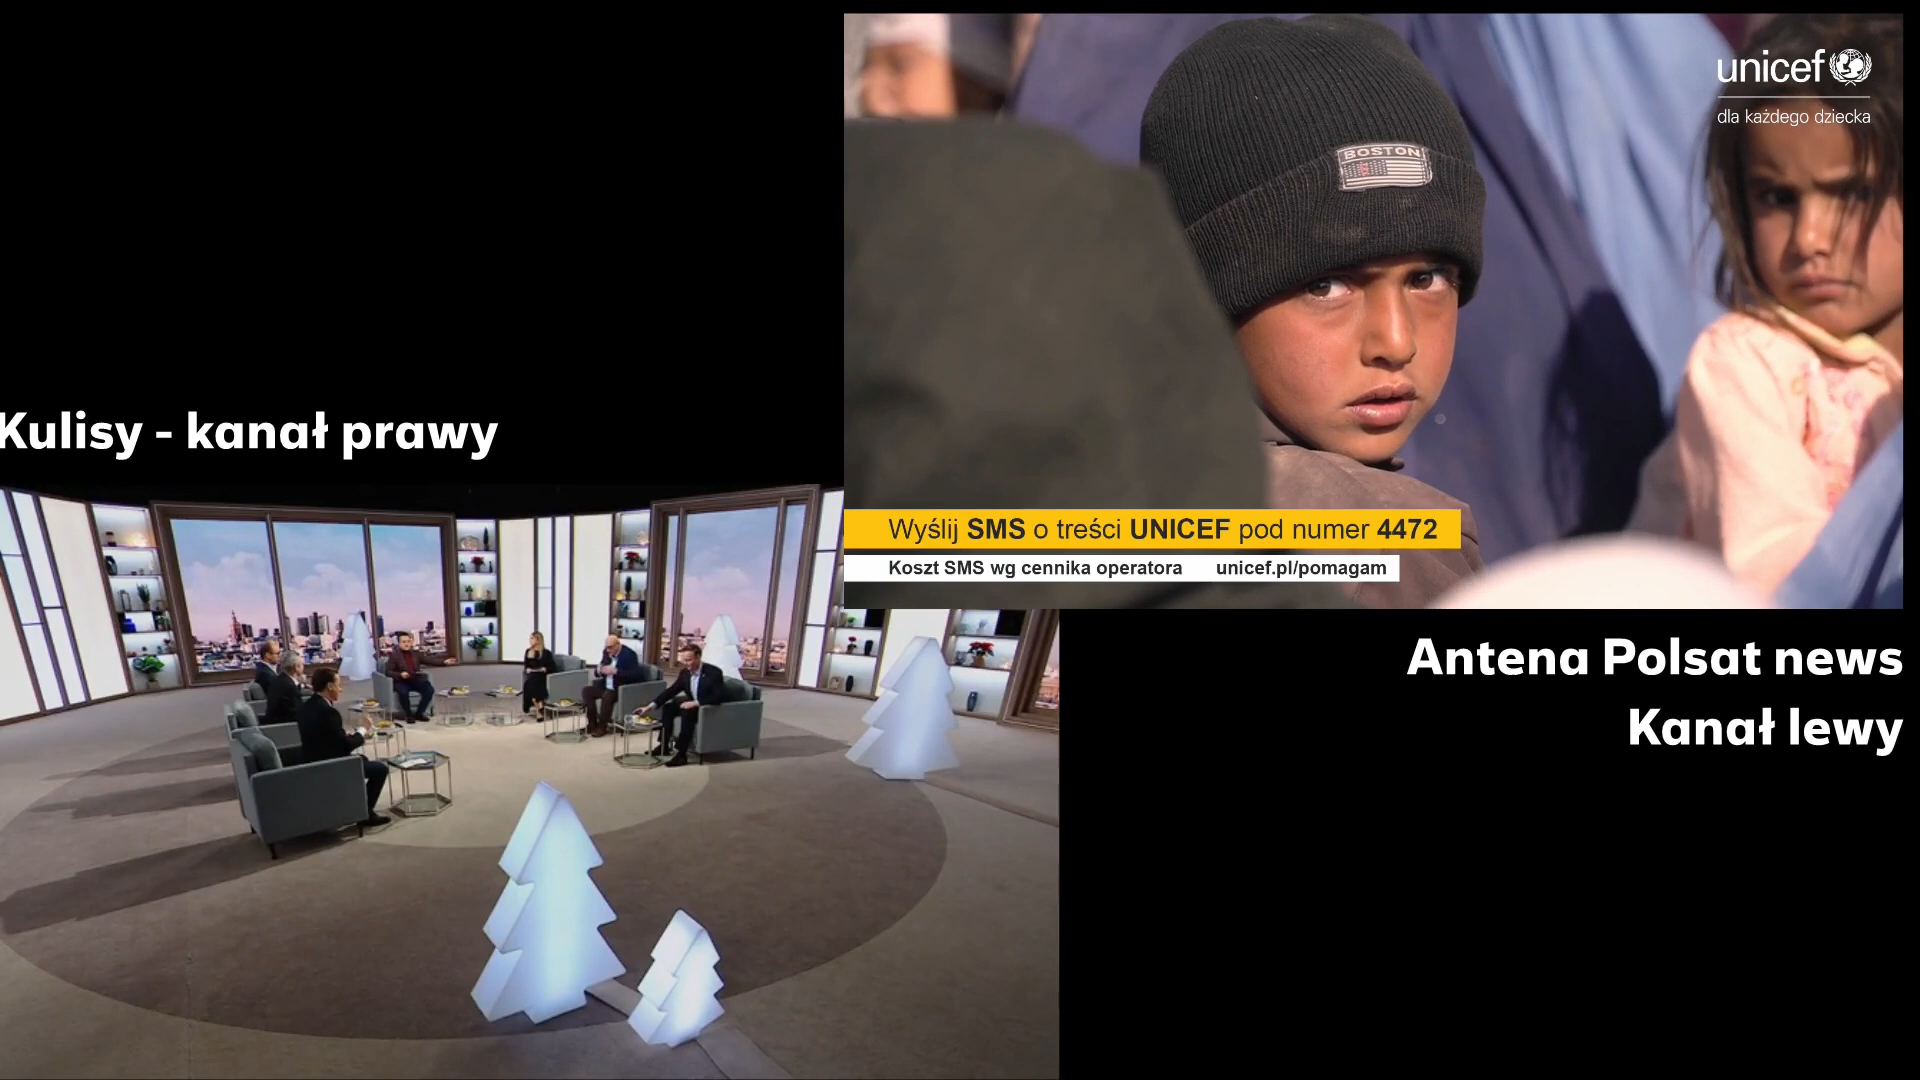 unicef
dla każdego dziecka
BOSTON
Wyślij SMS o treści UNICEF pod numer 4472
Koszt SMS wg cennika operatora unicef.pl/pomagam
Kulisy - kanał prawy
Antena Polsat news
Kanał lewy